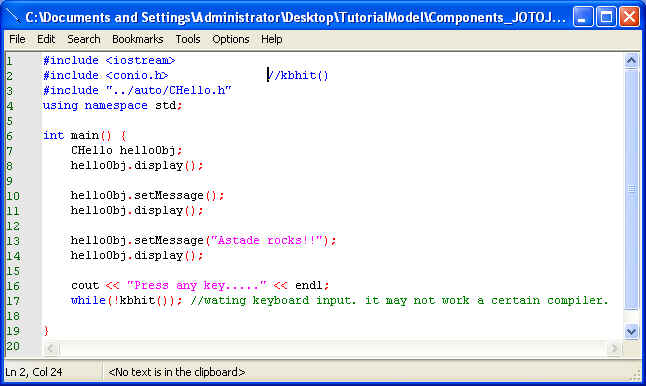 C:\Documents and Settings\Administrator\Desktop\TutorialModel\Components_JOTOJ...
File Edit Search Bookmarks Tools Options Help
1 #include <iostream>
2 #include <conio.h> //kbhit()
3 #include "../auto/CHello.h"
4 using namespace std;
5
6 int main() {
7 CHello helloObj;
8 helloObj.display();
9
10 helloObj.setMessage();
11 helloObj.display();
12
13 helloObj.setMessage("Astade rocks!!");
14 helloObj.display();
15
16 cout << "Press any key....." << endl;
17 while(!kbhit()); //wating keyboard input. it may not work a certain compiler.
18
19 }
20
Ln 2, Col 24 <No text is in the clipboard>